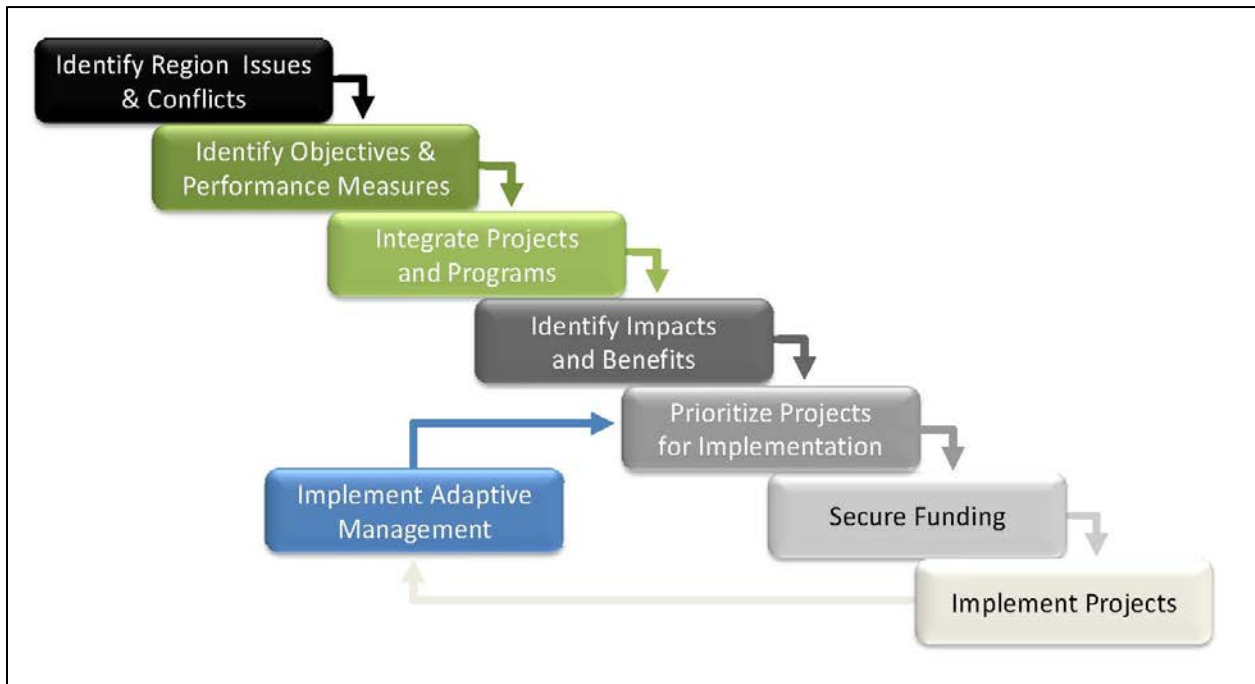 Identify Region Issues
& Conflicts
Identify Objectives &
Performance Measures
Integrate Projects
and Programs
Identify Impacts
and Benefits
Prioritize Projects
for Implementation
Implement Adaptive
Management
Secure Funding
Implement Projects